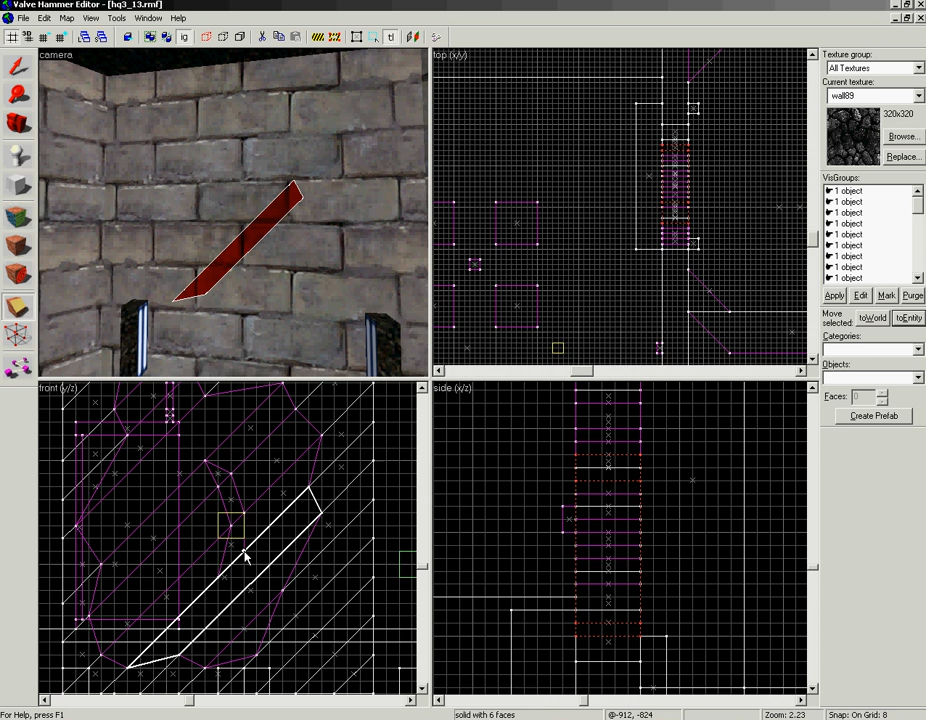 Valve Hammer Editor - [hq3_13.rmf]
File Edit Map View Tools Window Help
3D
ig
tl
camera
top (x/y)
front (y/z)
side (x/z)
Texture group:
All Textures
Current texture:
wall89
320x320
Browse...
Replace...
VisGroups:
1 object
1 object
1 object
1 object
1 object
1 object
1 object
1 object
1 object
Apply Edit Mark Purge
Move selected:
toWorld
toEntity
Categories:
Objects:
Faces: 0
Create Prefab
For Help, press F1
solid with 6 faces
@-912, -824
Zoom: 2.23
Snap: On Grid: 8